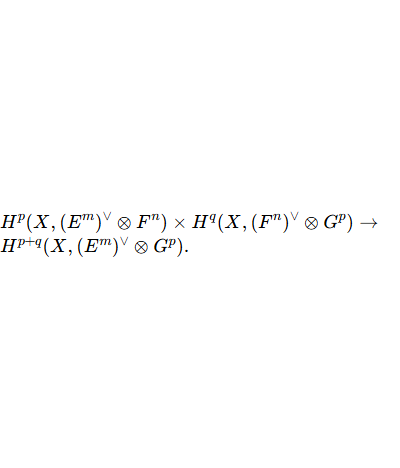 H^p(X, (E^m)^∨ ⊗ F^n) × H^q(X, (F^n)^∨ ⊗ G^p) →
H^{p+q}(X, (E^m)^∨ ⊗ G^p).